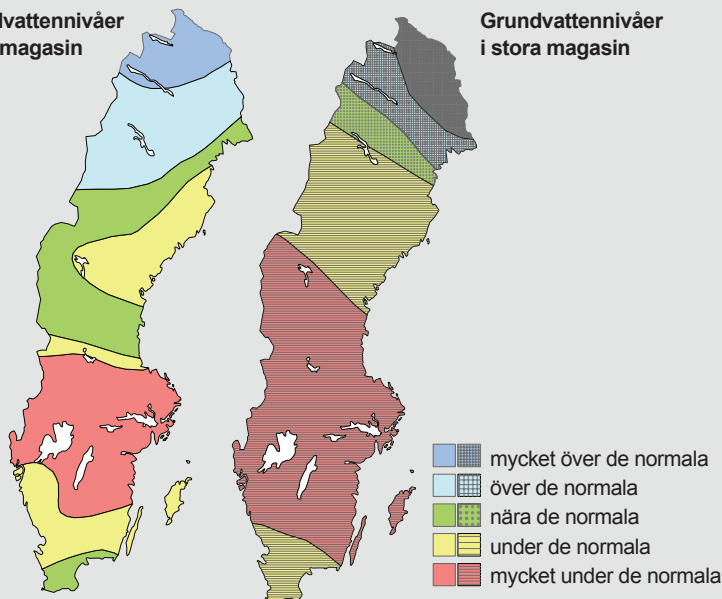 dvattennivåer
magasin
Grundvattennivåer
i stora magasin
mycket över de normala
över de normala
nära de normala
under de normala
mycket under de normala